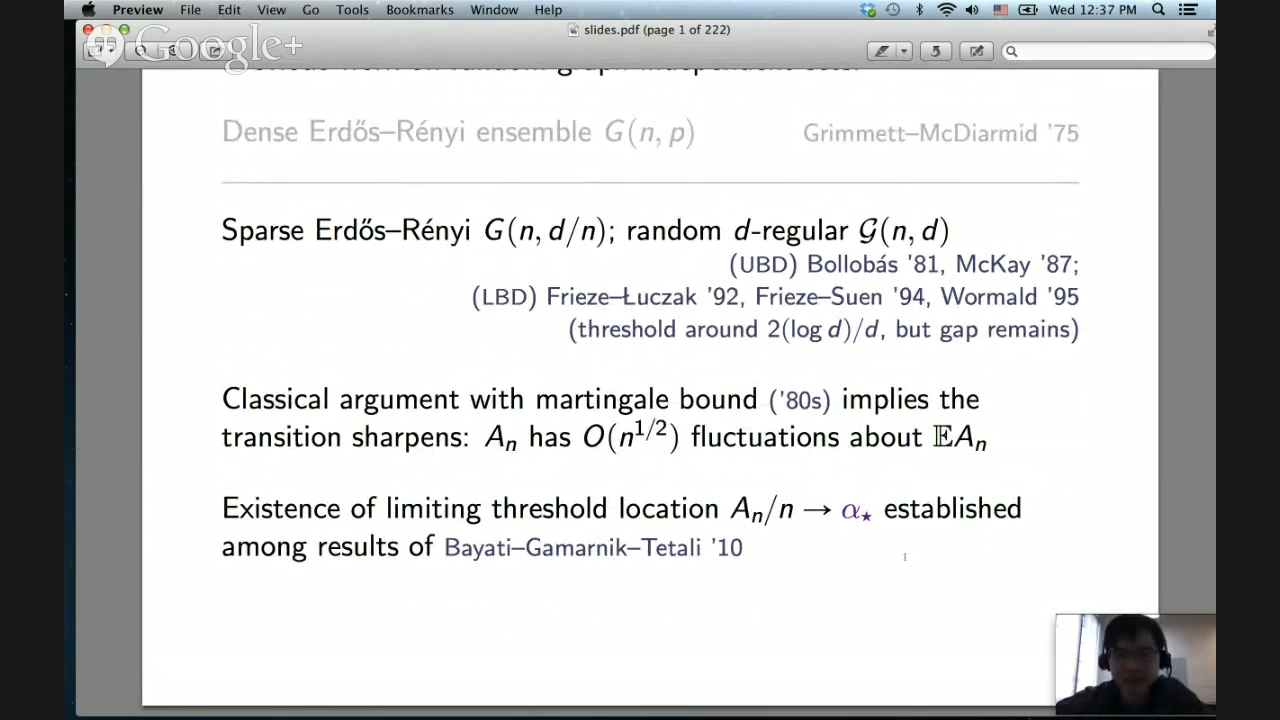 Preview File Edit View Go Tools Bookmarks Window Help Wed 12:37 PM
Google+
slides.pdf (page 1 of 222)
Dense Erdős–Rényi ensemble G(n, p) Grimmett–McDiarmid '75
Sparse Erdős–Rényi G(n, d/n); random d-regular 𝒢(n, d)
(UBD) Bollobás '81, McKay '87;
(LBD) Frieze–Łuczak '92, Frieze–Suen '94, Wormald '95
(threshold around 2(log d)/d, but gap remains)
Classical argument with martingale bound ('80s) implies the
transition sharpens: Aₙ has O(n^{1/2}) fluctuations about 𝔼Aₙ
Existence of limiting threshold location Aₙ/n → α⋆ established
among results of Bayati–Gamarnik–Tetali '10